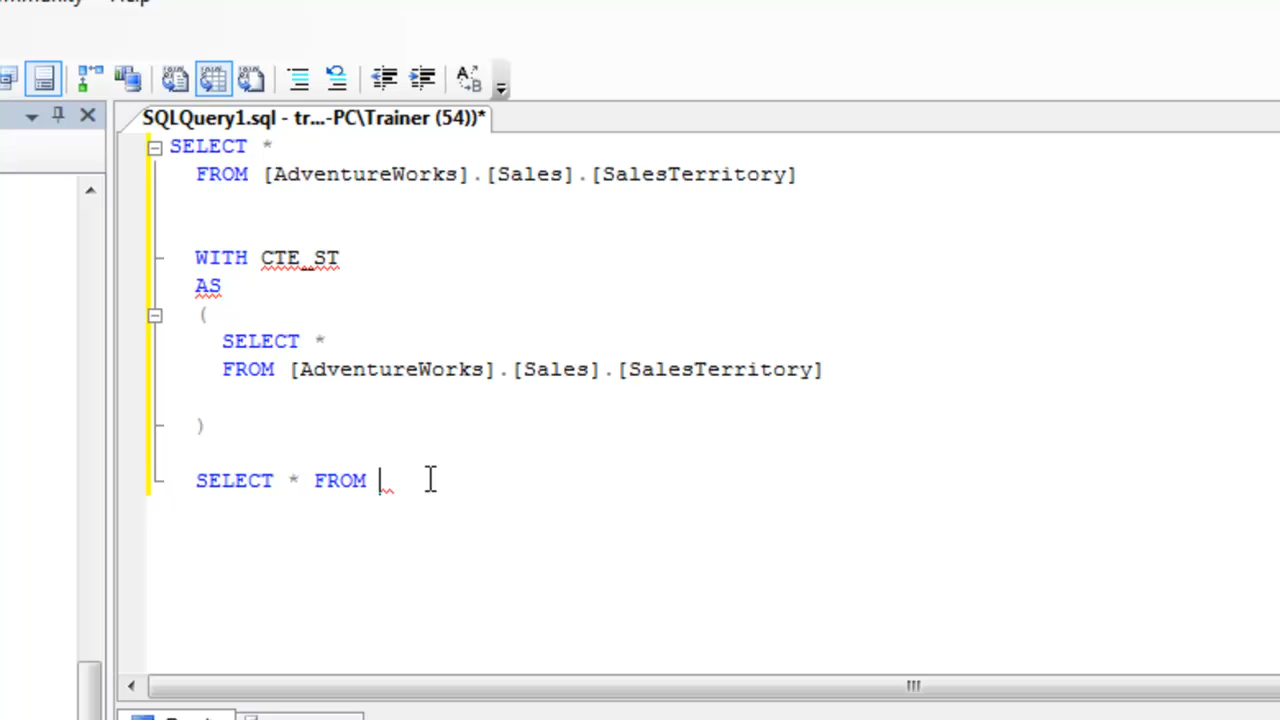 Help
SQLQuery1.sql - tr...-PC\Trainer (54))*
SELECT *
FROM [AdventureWorks].[Sales].[SalesTerritory]
WITH CTE_ST
AS
(
SELECT *
FROM [AdventureWorks].[Sales].[SalesTerritory]
)
SELECT * FROM